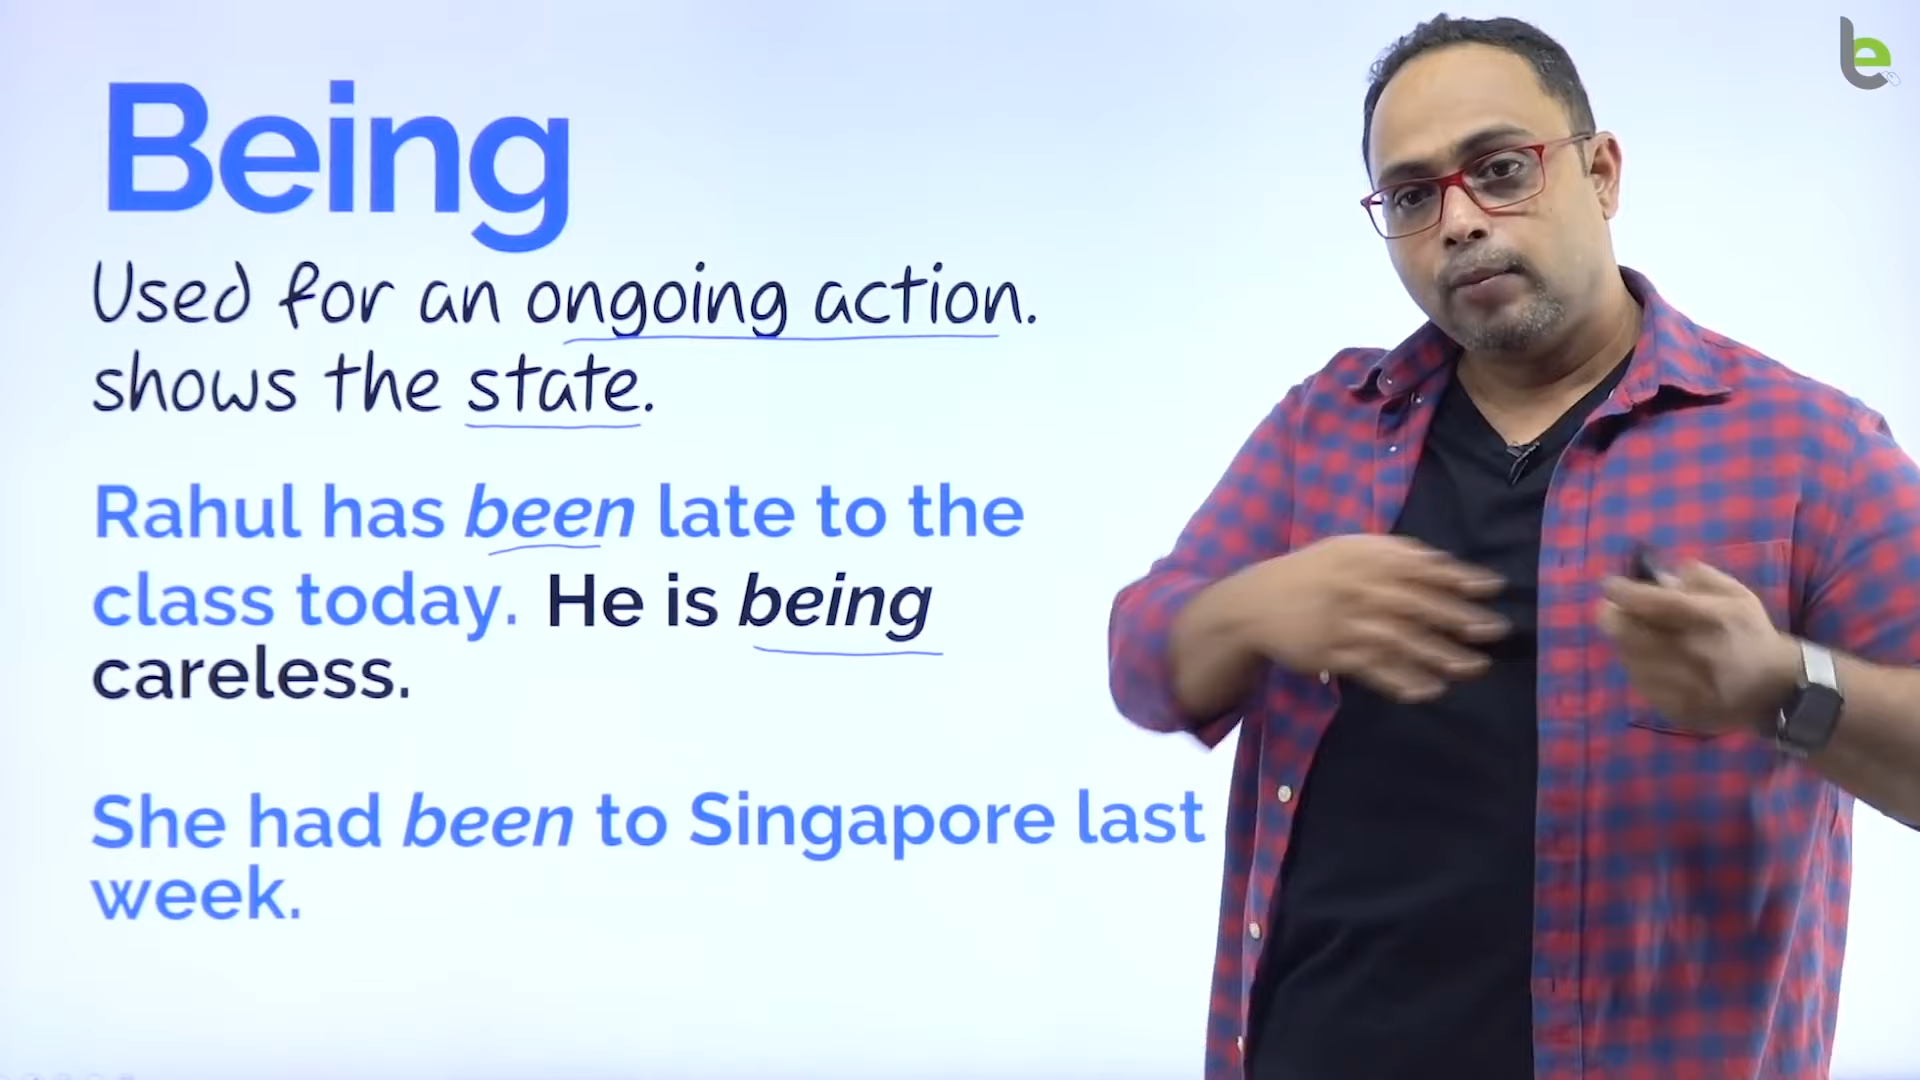 Being
Used for an ongoing action.
shows the state.
Rahul has been late to the
class today. He is being
careless.
She had been to Singapore last
week.